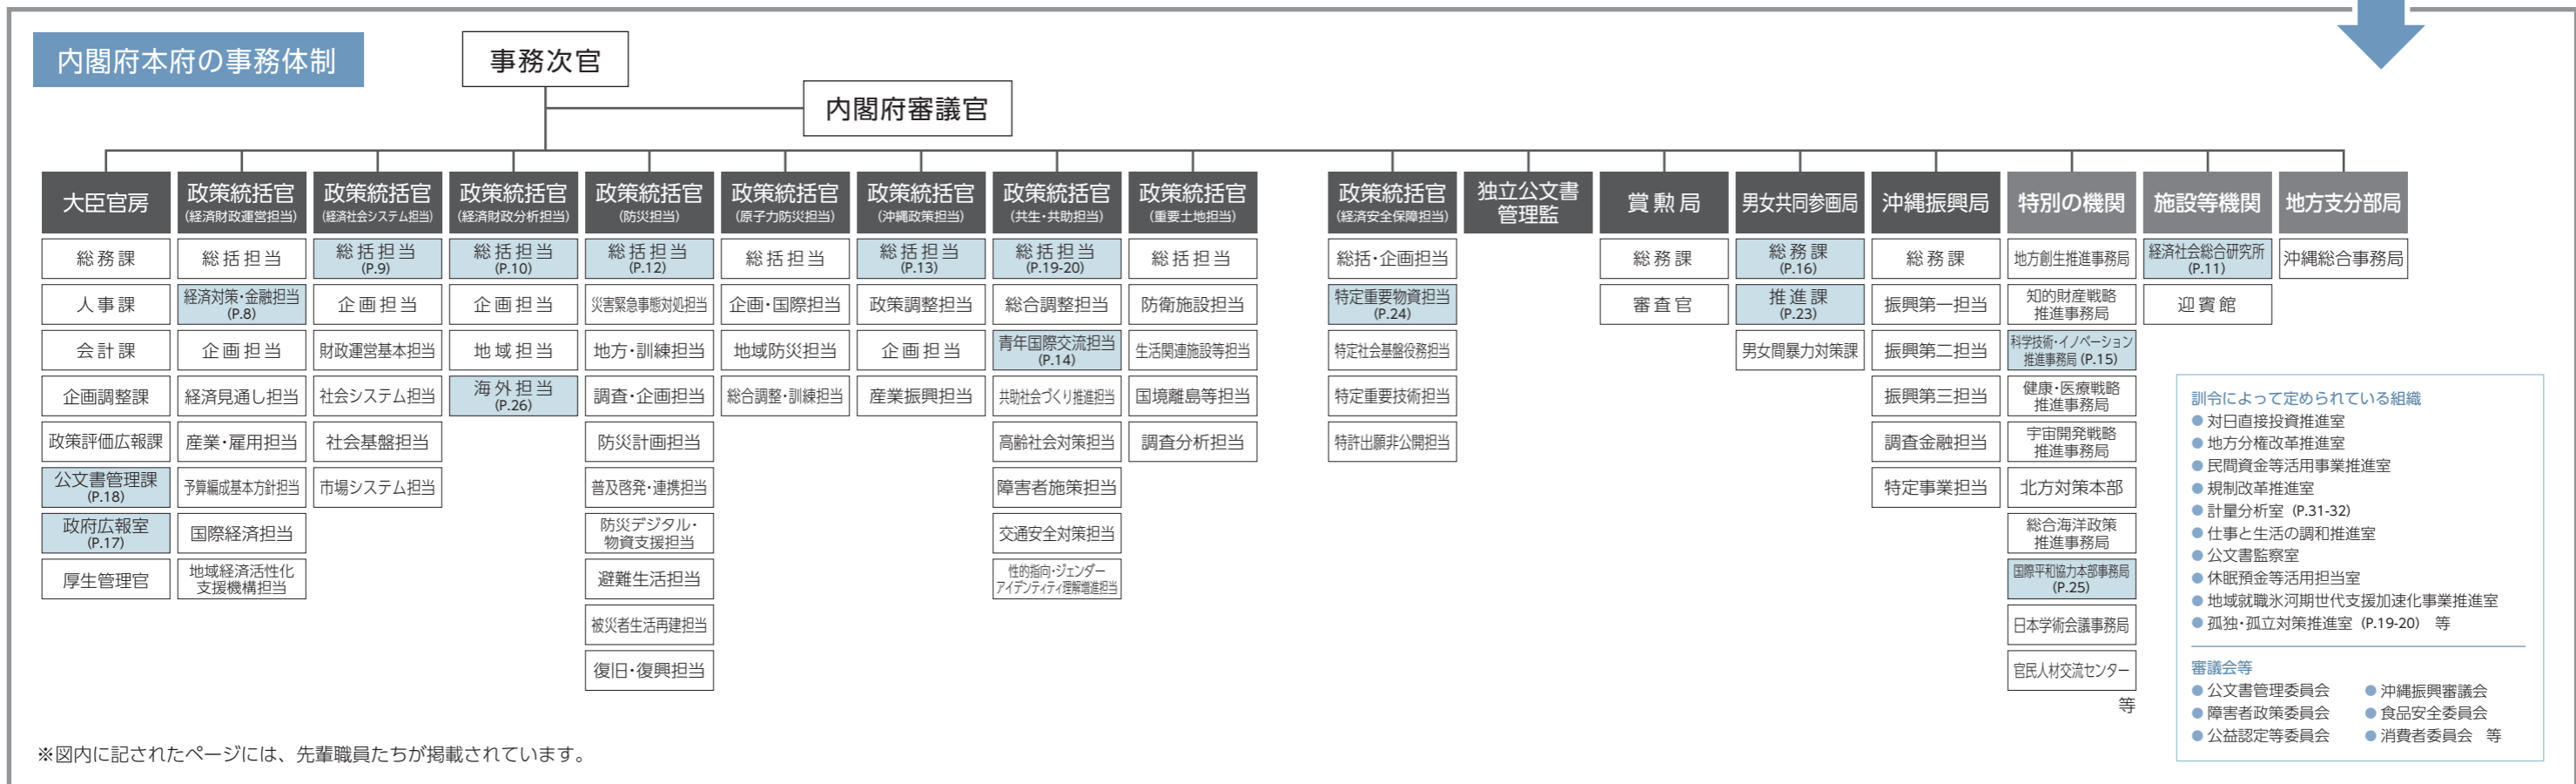 内閣府本府の事務体制
事務次官
内閣府審議官
大臣官房
総務課
人事課
会計課
企画調整課
政策評価広報課
公文書管理課
(P.18)
政府広報室
(P.17)
厚生管理官
政策統括官
(経済財政運営担当)
総括担当
経済対策・金融担当
(P.8)
企画担当
経済見通し担当
産業・雇用担当
予算編成基本方針担当
国際経済担当
地域経済活性化
支援機構担当
政策統括官
(経済社会システム担当)
総括担当
(P.9)
企画担当
財政運営基本担当
社会システム担当
社会基盤担当
市場システム担当
政策統括官
(経済財政分析担当)
総括担当
(P.10)
企画担当
地域担当
海外担当
(P.26)
政策統括官
(防災担当)
総括担当
(P.12)
災害緊急事態対処担当
地方・訓練担当
調査・企画担当
防災計画担当
普及啓発・連携担当
防災デジタル・
物資支援担当
避難生活担当
被災者生活再建担当
復旧・復興担当
政策統括官
(原子力防災担当)
総括担当
企画・国際担当
地域防災担当
総合調整・訓練担当
政策統括官
(沖縄政策担当)
総括担当
(P.13)
政策調整担当
企画担当
産業振興担当
政策統括官
(共生・共助担当)
総括担当
(P.19-20)
総合調整担当
青年国際交流担当
(P.14)
共助社会づくり推進担当
高齢社会対策担当
障害者施策担当
交通安全対策担当
性的指向・ジェンダー
アイデンティティ理解増進担当
政策統括官
(重要土地担当)
総括担当
防衛施設担当
生活関連施設等担当
国境離島等担当
調査分析担当
政策統括官
(経済安全保障担当)
総括・企画担当
特定重要物資担当
(P.24)
特定社会基盤役務担当
特定重要技術担当
特許出願非公開担当
独立公文書
管理監
賞勲局
総務課
審査官
男女共同参画局
総務課
(P.16)
推進課
(P.23)
男女間暴力対策課
沖縄振興局
総務課
振興第一担当
振興第二担当
振興第三担当
調査金融担当
特定事業担当
特別の機関
地方創生推進事務局
知的財産戦略
推進事務局
科学技術・イノベーション
推進事務局 (P.15)
健康・医療戦略
推進事務局
宇宙開発戦略
推進事務局
北方対策本部
総合海洋政策
推進事務局
国際平和協力本部事務局
(P.25)
日本学術会議事務局
官民人材交流センター
等
施設等機関
経済社会総合研究所
(P.11)
迎賓館
地方支分部局
沖縄総合事務局
訓令によって定められている組織
● 対日直接投資推進室
● 地方分権改革推進室
● 民間資金等活用事業推進室
● 規制改革推進室
● 計量分析室 (P.31-32)
● 仕事と生活の調和推進室
● 公文書監察室
● 休眠預金等活用担当室
● 地域就職氷河期世代支援加速化事業推進室
● 孤独・孤立対策推進室 (P.19-20) 等
審議会等
● 公文書管理委員会 ● 沖縄振興審議会
● 障害者政策委員会 ● 食品安全委員会
● 公益認定等委員会 ● 消費者委員会 等
※図内に記されたページには、先輩職員たちが掲載されています。